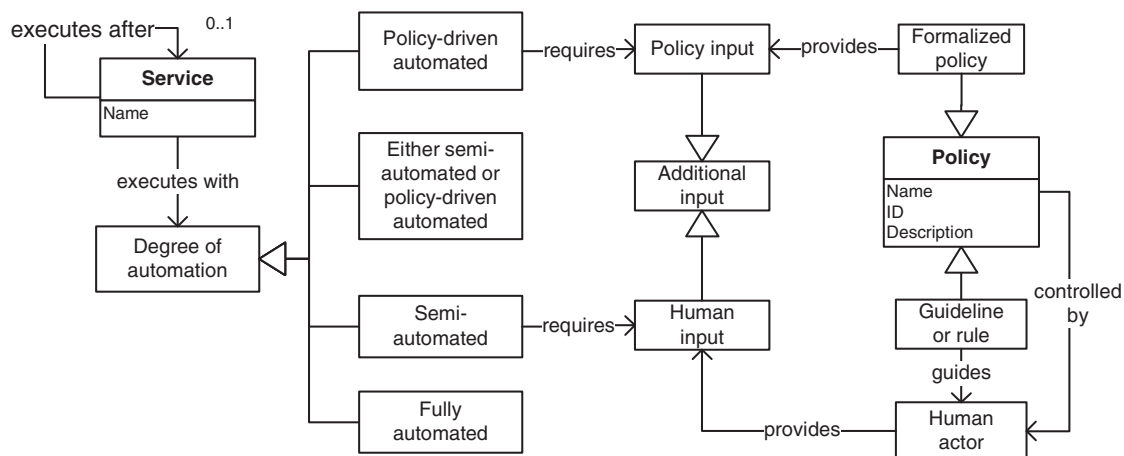 executes after
0..1
Service
Name
executes with
Degree of
automation
Policy-driven
automated
Either semi-
automated or
policy-driven
automated
Semi-
automated
Fully
automated
requires
requires
Policy input
Additional
input
Human
input
provides
provides
Formalized
policy
Policy
Name
ID
Description
Guideline
or rule
guides
controlled
by
Human
actor